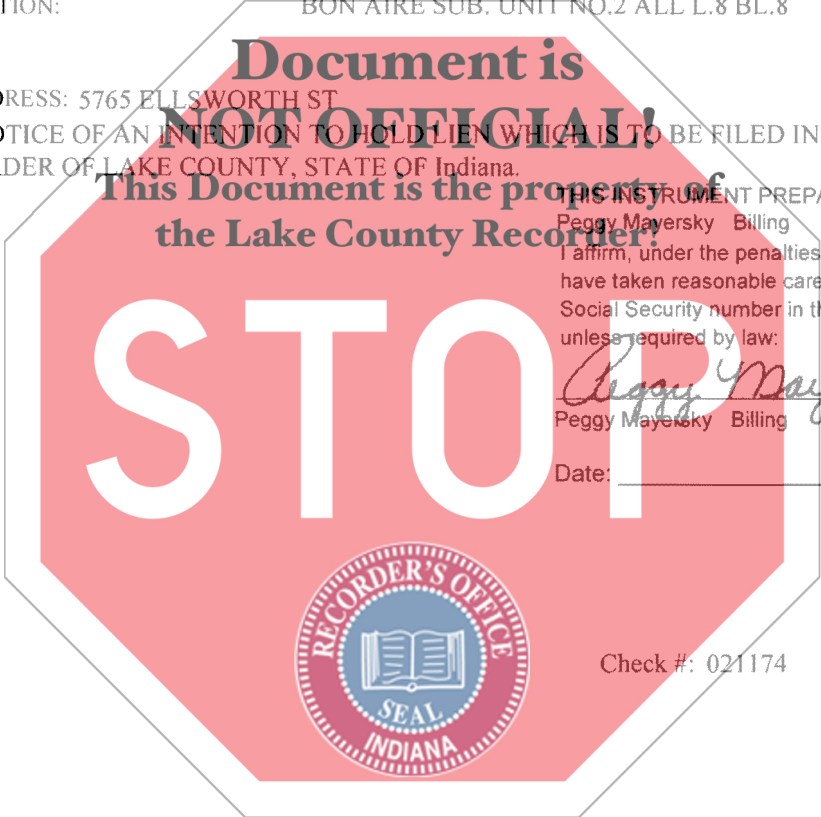 TION: BON AIRE SUB. UNIT NO.2 ALL L.8 BL.8
Document is
DRESS: 5765 ELLSWORTH ST
NOT OFFICIAL!
OTICE OF AN INTENTION TO HOLD LIEN WHICH IS TO BE FILED IN
DER OF LAKE COUNTY, STATE OF Indiana.
This Document is the property of
the Lake County Recorder!
THIS INSTRUMENT PREPA
Peggy Mayersky Billing
I affirm, under the penalties
have taken reasonable care
Social Security number in th
unless required by law:
Peggy May
Peggy Mayersky Billing
Date:
STOP
RECORDER'S OFFICE
SEAL
INDIANA
Check #: 021174